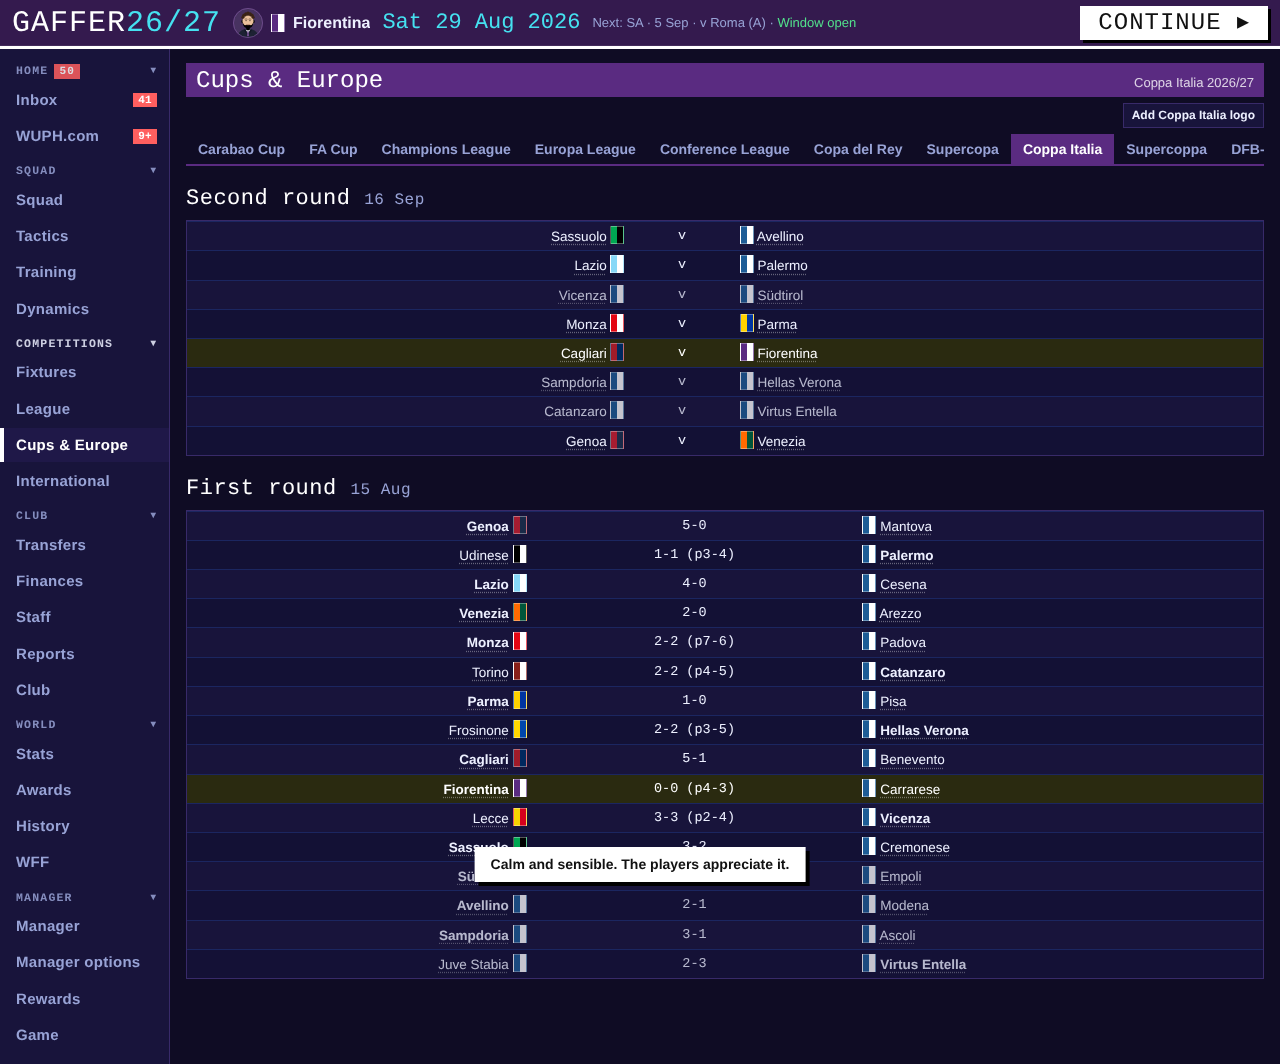 GAFFER26/27 Fiorentina Sat 29 Aug 2026 Next: SA · 5 Sep · v Roma (A) · Window open CONTINUE ►
HOME 50 ▼
Inbox 41
WUPH.com 9+
SQUAD ▼
Squad
Tactics
Training
Dynamics
COMPETITIONS ▼
Fixtures
League
Cups & Europe
International
CLUB ▼
Transfers
Finances
Staff
Reports
Club
WORLD ▼
Stats
Awards
History
WFF
MANAGER ▼
Manager
Manager options
Rewards
Game
Cups & Europe Coppa Italia 2026/27
Add Coppa Italia logo
Carabao Cup FA Cup Champions League Europa League Conference League Copa del Rey Supercopa Coppa Italia Supercoppa DFB-
Second round 16 Sep
Sassuolo v Avellino
Lazio v Palermo
Vicenza v Südtirol
Monza v Parma
Cagliari v Fiorentina
Sampdoria v Hellas Verona
Catanzaro v Virtus Entella
Genoa v Venezia
First round 15 Aug
Genoa 5-0 Mantova
Udinese 1-1 (p3-4) Palermo
Lazio 4-0 Cesena
Venezia 2-0 Arezzo
Monza 2-2 (p7-6) Padova
Torino 2-2 (p4-5) Catanzaro
Parma 1-0 Pisa
Frosinone 2-2 (p3-5) Hellas Verona
Cagliari 5-1 Benevento
Fiorentina 0-0 (p4-3) Carrarese
Lecce 3-3 (p2-4) Vicenza
Sassuolo 3-2 Cremonese
Calm and sensible. The players appreciate it.
Sü Empoli
Avellino 2-1 Modena
Sampdoria 3-1 Ascoli
Juve Stabia 2-3 Virtus Entella